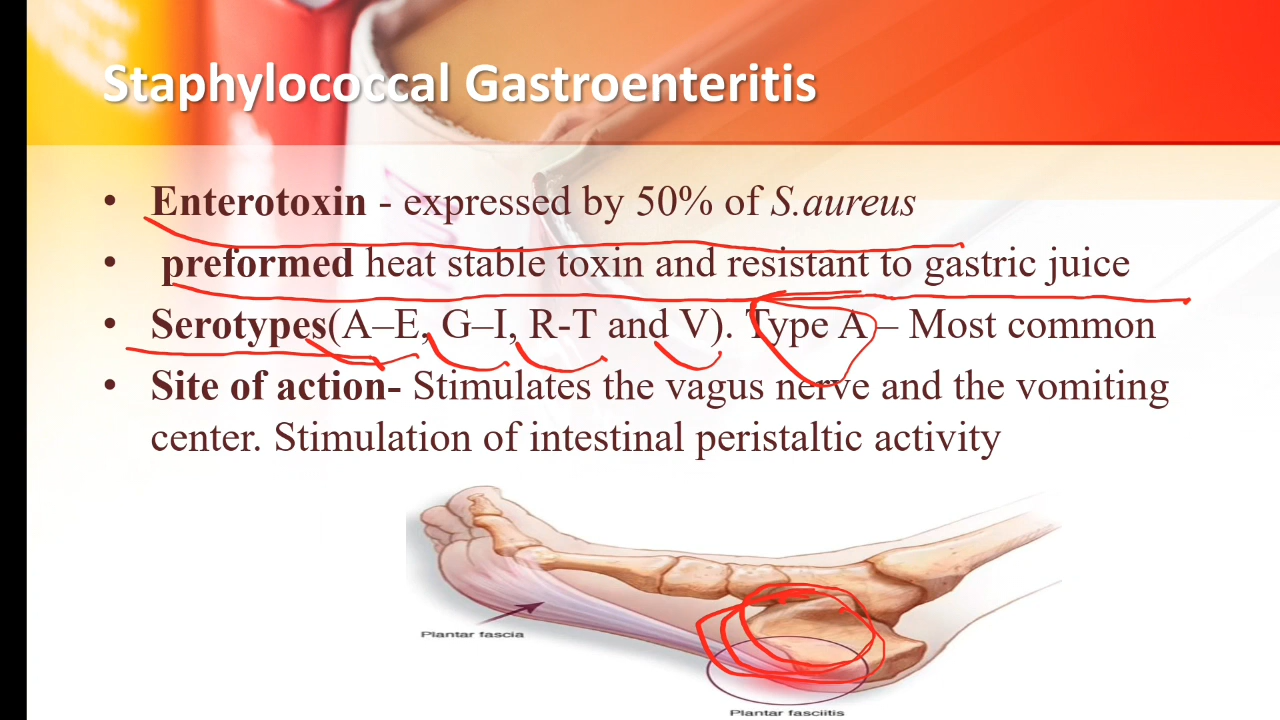 Staphylococcal Gastroenteritis
• Enterotoxin - expressed by 50% of S.aureus
• preformed heat stable toxin and resistant to gastric juice
• Serotypes(A–E, G–I, R-T and V). Type A – Most common
• Site of action- Stimulates the vagus nerve and the vomiting
center. Stimulation of intestinal peristaltic activity
Plantar fascia
Plantar fasciitis